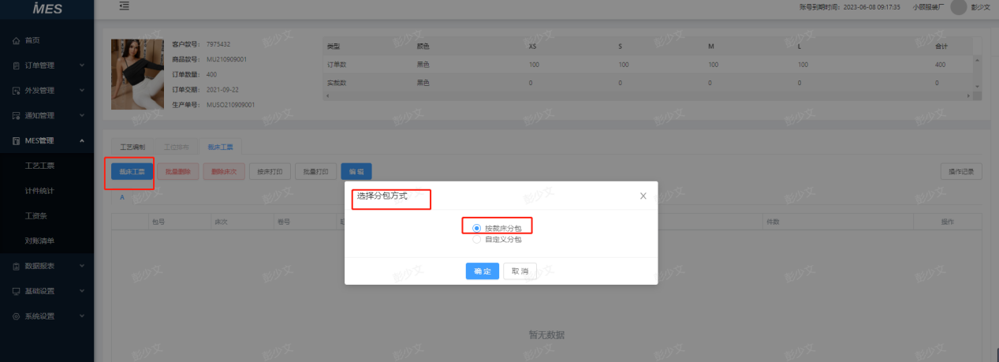 iMES
账号到期时间：2023-06-08 09:17:35 小顾服装厂 彭少文
首页
订单管理
外发管理
通知管理
MES管理
工艺工票
计件统计
工资条
对账清单
数据报表
基础设置
系统设置
客户款号： 7975432
商品款号： MU210909001
订单数量： 400
订单交期： 2021-09-22
生产单号： MUSO210909001
类型 颜色 XS S M L 合计
订单数 黑色 100 100 100 100 400
实裁数 黑色 0 0 0 0 0
工艺编制 裁床工票
裁床工票 批量删除 删除床次 按床打印 批量打印 编辑 操作记录
A
包号 床次 卷号 件数 操作
选择分包方式
按裁床分包
自定义分包
确定 取消
暂无数据
彭少文